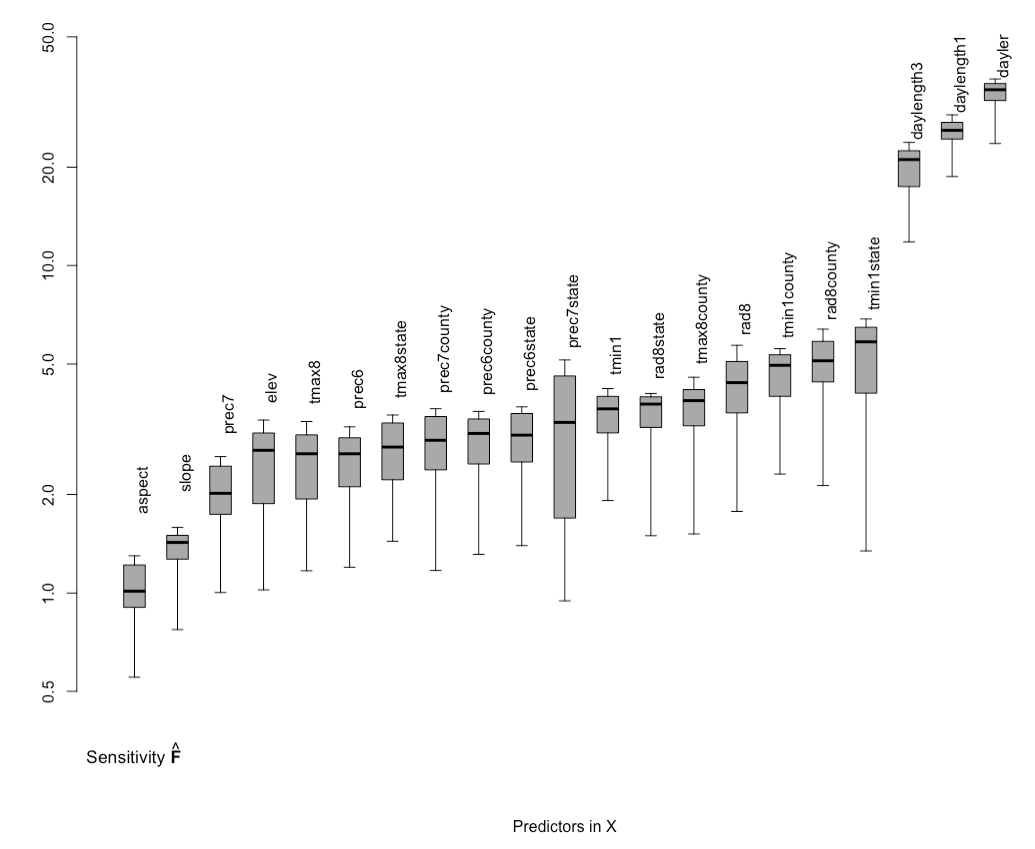 50.0
20.0
10.0
5.0
2.0
1.0
0.5
aspect
slope
prec7
elev
tmax8
prec6
tmax8state
prec7county
prec6county
prec6state
prec7state
tmin1
rad8state
tmax8county
rad8
tmin1county
rad8county
tmin1state
daylength3
daylength1
dayler
Sensitivity F̂
Predictors in X